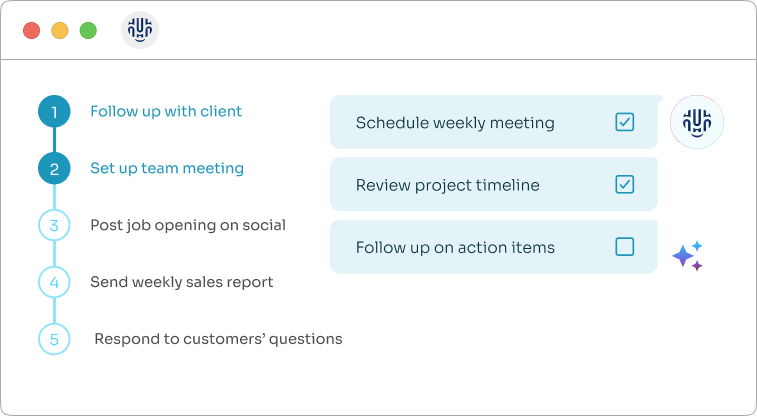 1 Follow up with client
2 Set up team meeting
3 Post job opening on social
4 Send weekly sales report
5 Respond to customers’ questions
Schedule weekly meeting
Review project timeline
Follow up on action items